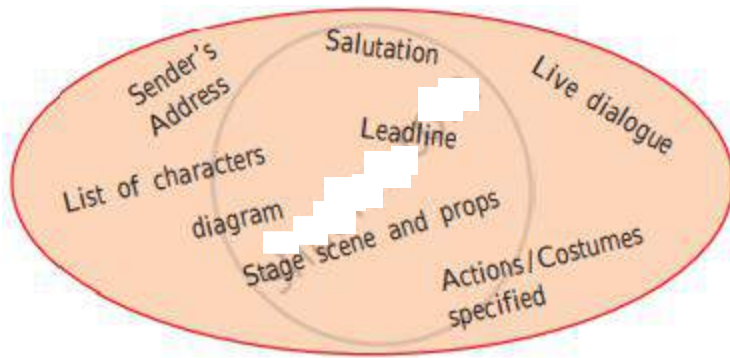 Sender's
Address
Salutation
Live dialogue
Leadline
List of characters
diagram
Stage scene and props
Actions/Costumes
specified